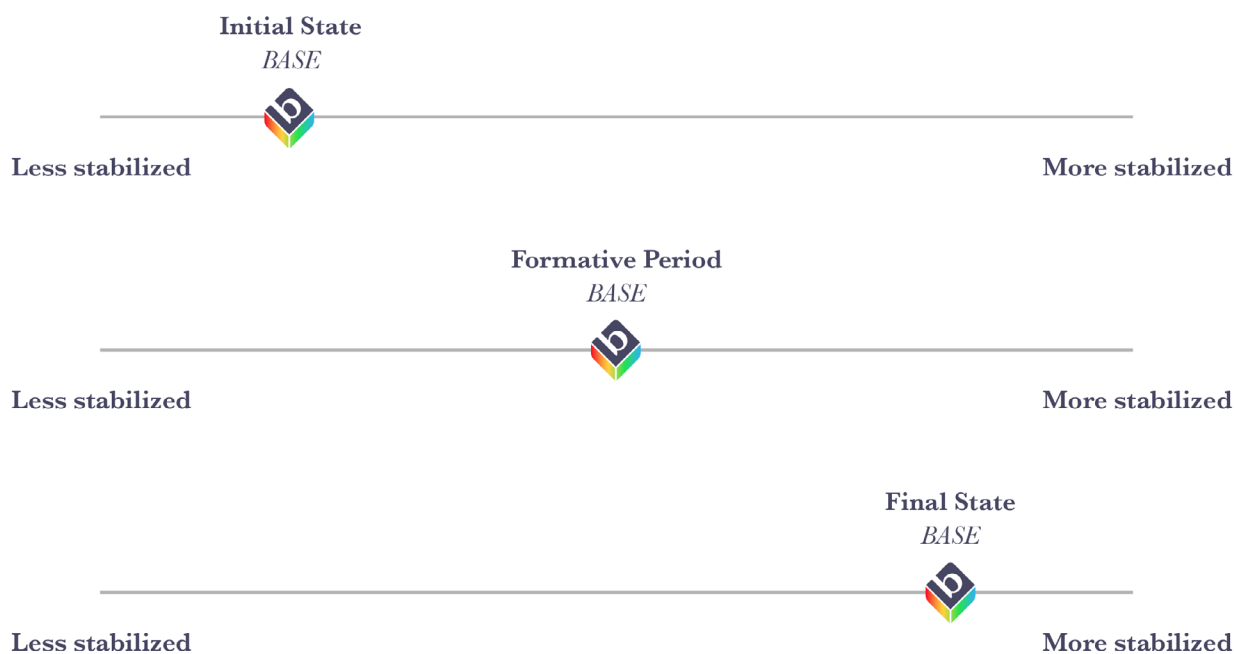 Initial State
BASE
b
Less stabilized
More stabilized
Formative Period
BASE
b
Less stabilized
More stabilized
Final State
BASE
b
Less stabilized
More stabilized